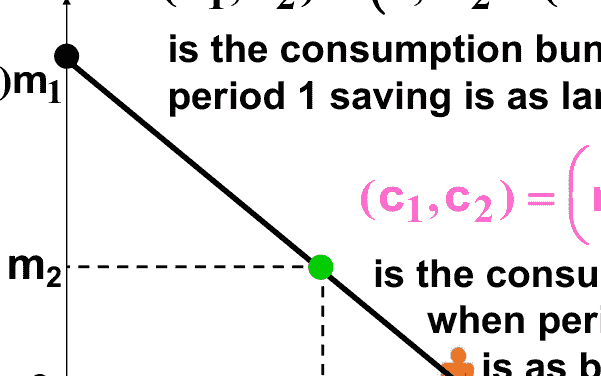 is the consumption bun
)m1
period 1 saving is as lar
(c1,c2) = (
m2
is the consu
when peri
is as b